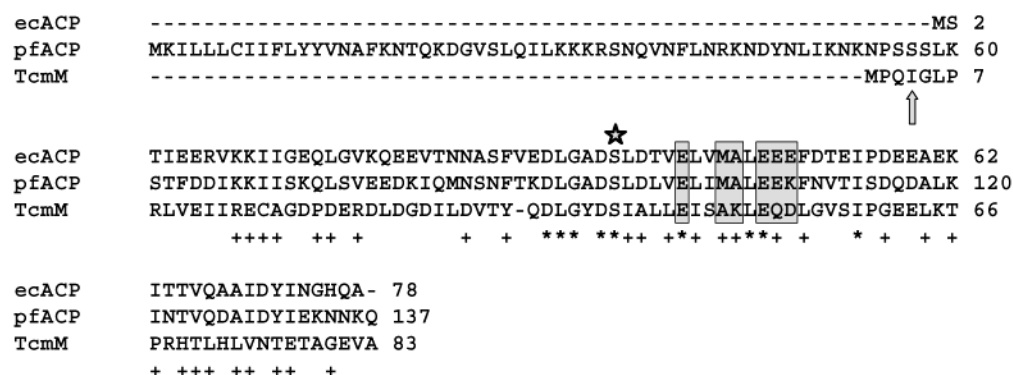 ecACP ----------------------------------------------------------MS 2
pfACP MKILLLCIIFLYYVNAFKNTQKDGVSLQILKKKRSNQVNFLNRKNDYNLIKNKNPSSSLK 60
TcmM -----------------------------------------------------MPQIGLP 7
ecACP TIEERVKKIIGEQLGVKQEEVTNNASFVEDLGADSLDTVELVMALEEEFDTEIPDEEAEK 62
pfACP STFDDIKKIISKQLSVEEDKIQMNSNFTKDLGADSLDLVELIMALEEKFNVTISDQDALK 120
TcmM RLVEIIRECAGDPDERDLDGDILDVTY-QDLGYDSIALLEISAKLEQDLGVSIPGEELKT 66
++++  ++ +       +  +  *** **++ +*+ ++**      * +  + +
ecACP ITTVQAAIDYINGHQA- 78
pfACP INTVQDAIDYIEKNNKQ 137
TcmM PRHTLHLVNTETAGEVA 83
+ +++ ++ ++  +